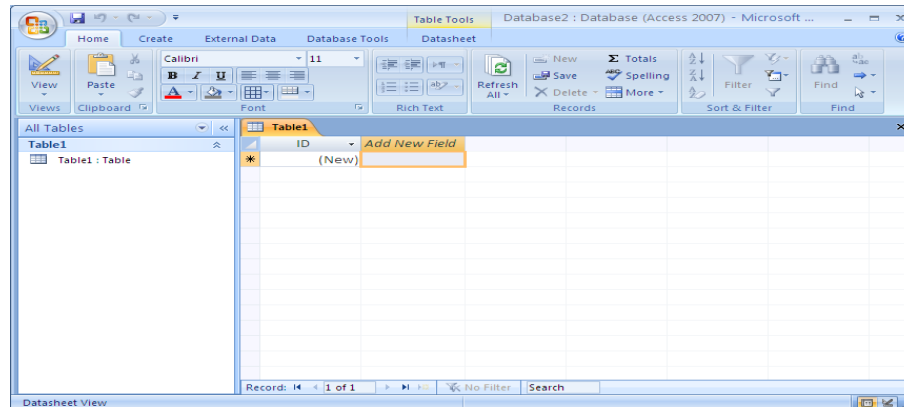 Table Tools Database2 : Database (Access 2007) - Microsoft ...
Home Create External Data Database Tools Datasheet
View Paste Calibri 11 B I U A Refresh All New Save Delete Σ Totals Spelling More Filter Find
Views Clipboard Font Rich Text Records Sort & Filter Find
All Tables
Table1
Table1 : Table
Table1
ID Add New Field
(New)
Record: 1 of 1 No Filter Search
Datasheet View